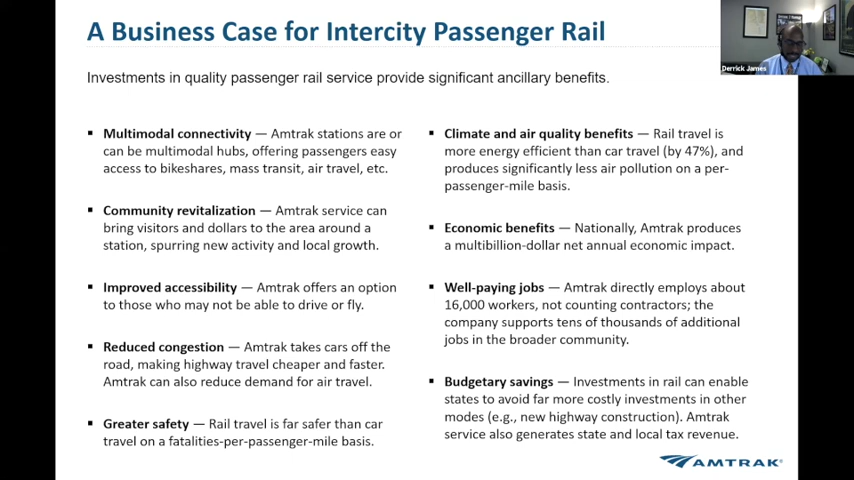 A Business Case for Intercity Passenger Rail
Derrick James
Investments in quality passenger rail service provide significant ancillary benefits.
▪ Multimodal connectivity — Amtrak stations are or
can be multimodal hubs, offering passengers easy
access to bikeshares, mass transit, air travel, etc.
▪ Community revitalization — Amtrak service can
bring visitors and dollars to the area around a
station, spurring new activity and local growth.
▪ Improved accessibility — Amtrak offers an option
to those who may not be able to drive or fly.
▪ Reduced congestion — Amtrak takes cars off the
road, making highway travel cheaper and faster.
Amtrak can also reduce demand for air travel.
▪ Greater safety — Rail travel is far safer than car
travel on a fatalities-per-passenger-mile basis.
▪ Climate and air quality benefits — Rail travel is
more energy efficient than car travel (by 47%), and
produces significantly less air pollution on a per-
passenger-mile basis.
▪ Economic benefits — Nationally, Amtrak produces
a multibillion-dollar net annual economic impact.
▪ Well-paying jobs — Amtrak directly employs about
16,000 workers, not counting contractors; the
company supports tens of thousands of additional
jobs in the broader community.
▪ Budgetary savings — Investments in rail can enable
states to avoid far more costly investments in other
modes (e.g., new highway construction). Amtrak
service also generates state and local tax revenue.
AMTRAK